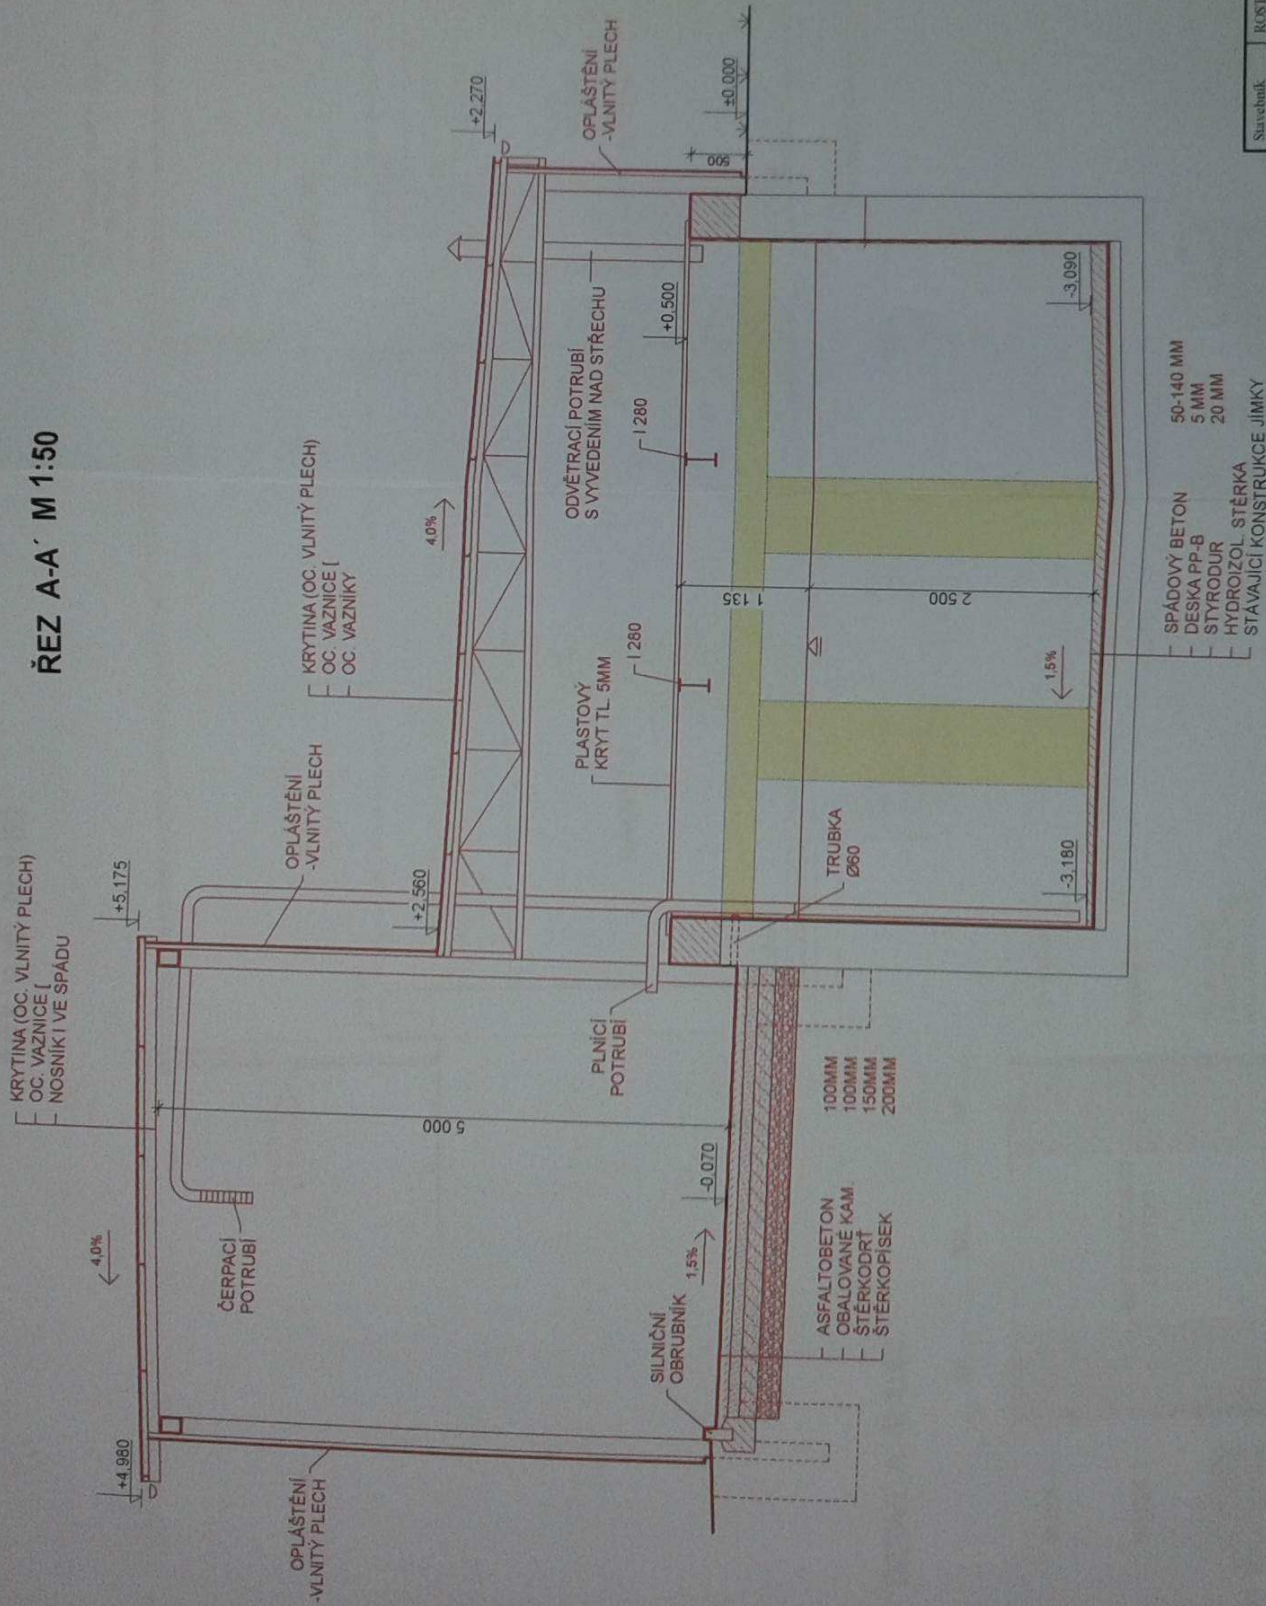 ŘEZ A-A´ M 1:50
KRYTINA (OC. VLNITÝ PLECH)
OC. VAZNICE [
NOSNÍK I VE SPÁDU
+5,175
4,0%
+4,980
OPLÁŠTĚNÍ
-VLNITÝ PLECH
ČERPACÍ
POTRUBÍ
5 000
OPLÁŠTĚNÍ
-VLNITÝ PLECH
+2,560
KRYTINA (OC. VLNITÝ PLECH)
OC. VAZNICE [
OC. VAZNÍKY
4,0%
+2,270
OPLÁŠTĚNÍ
-VLNITÝ PLECH
ODVĚTRACÍ POTRUBÍ
S VYVEDENÍM NAD STŘECHU
PLASTOVÝ
KRYT TL. 5MM
I 280
I 280
+0,500
500
±0,000
PLNÍCÍ
POTRUBÍ
SILNIČNÍ
OBRUBNÍK
1,5%
-0,070
TRUBKA
Ø60
1 135
2 500
1,5%
-3,180
-3,090
ASFALTOBETON 100MM
OBALOVANÉ KAM. 100MM
ŠTĚRKODRŤ 150MM
ŠTĚRKOPÍSEK 200MM
SPÁDOVÝ BETON 50-140 MM
DESKA PP-B 5 MM
STYRODUR 20 MM
HYDROIZOL. STĚRKA
STÁVAJÍCÍ KONSTRUKCE JÍMKY
Stavebník